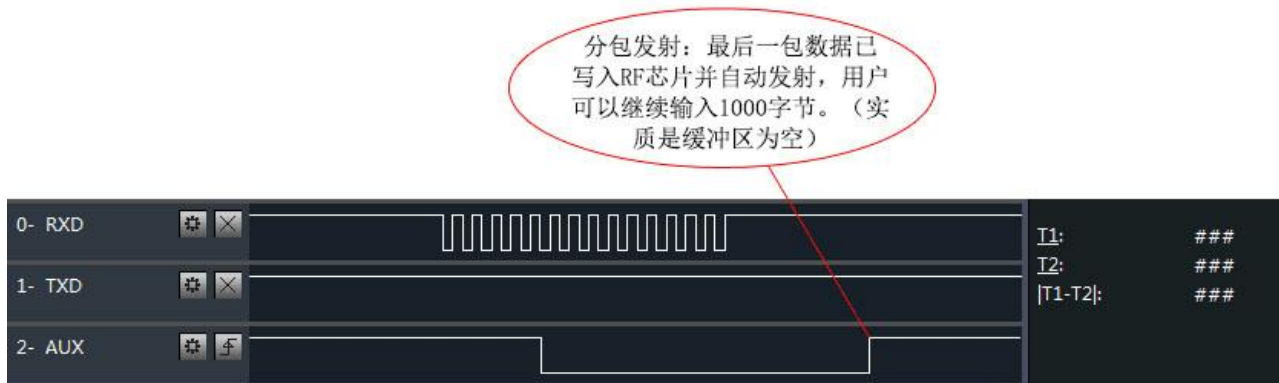 分包发射：最后一包数据已
写入RF芯片并自动发射，用户
可以继续输入1000字节。（实
质是缓冲区为空）
0- RXD
T1: ###
1- TXD
T2: ###
|T1-T2|: ###
2- AUX